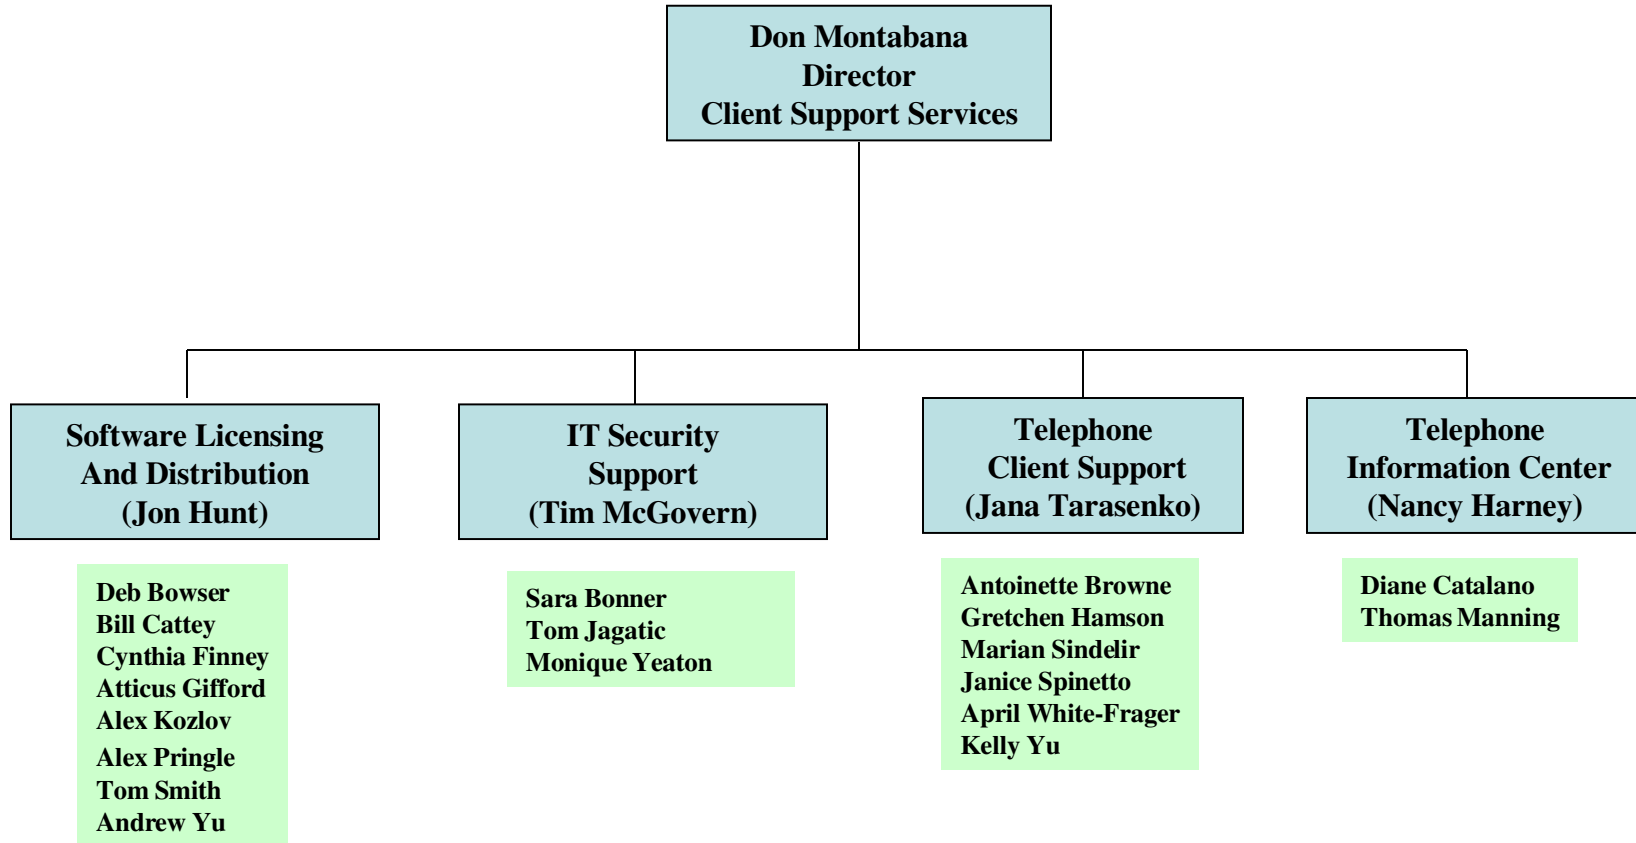 Don Montabana
Director
Client Support Services
Software Licensing
And Distribution
(Jon Hunt)
IT Security
Support
(Tim McGovern)
Telephone
Client Support
(Jana Tarasenko)
Telephone
Information Center
(Nancy Harney)
Deb Bowser
Bill Cattey
Cynthia Finney
Atticus Gifford
Alex Kozlov
Alex Pringle
Tom Smith
Andrew Yu
Sara Bonner
Tom Jagatic
Monique Yeaton
Antoinette Browne
Gretchen Hamson
Marian Sindelir
Janice Spinetto
April White-Frager
Kelly Yu
Diane Catalano
Thomas Manning